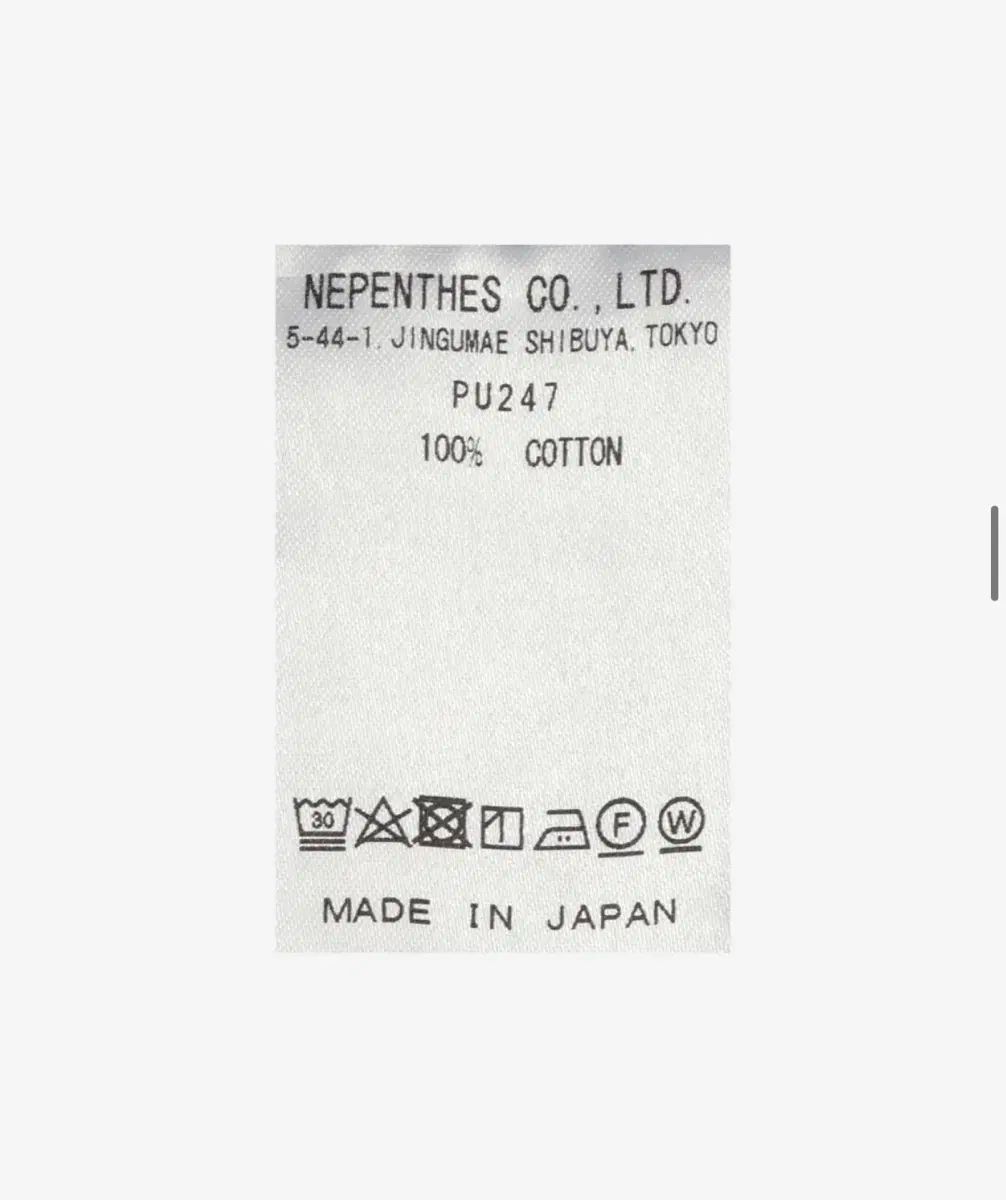 NEPENTHES CO.,LTD.
5-44-1, JINGUMAE SHIBUYA, TOKYO
PU247
100% COTTON
30 F W
MADE IN JAPAN